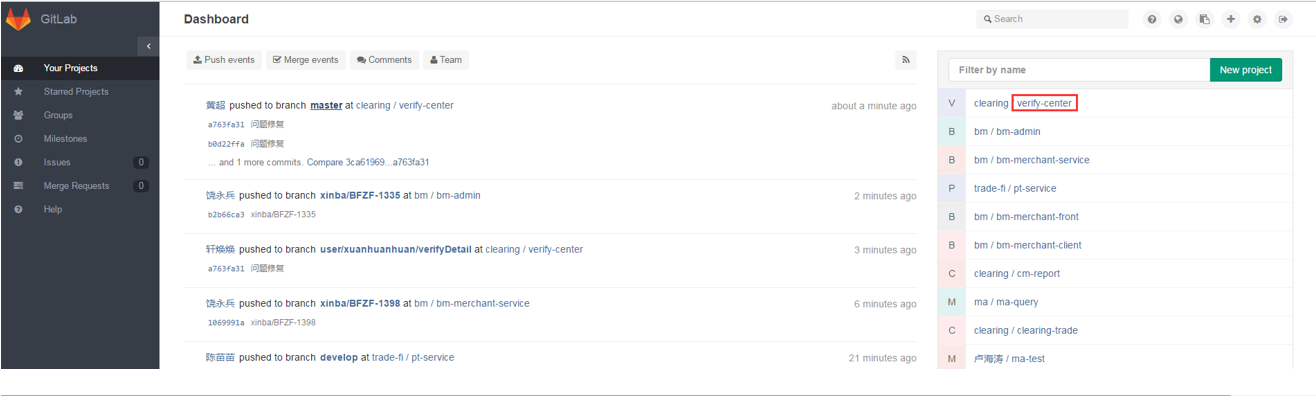 GitLab
Dashboard
Search
Your Projects
Starred Projects
Groups
Milestones
Issues 0
Merge Requests 0
Help
Push events Merge events Comments Team
黄超 pushed to branch master at clearing / verify-center about a minute ago
a763fa31 问题修复
b0d22ffa 问题修复
... and 1 more commits. Compare 3ca61969...a763fa31
饶永兵 pushed to branch xinba/BFZF-1335 at bm / bm-admin 2 minutes ago
b2b66ca3 xinba/BFZF-1335
轩焕焕 pushed to branch user/xuanhuanhuan/verifyDetail at clearing / verify-center 3 minutes ago
a763fa31 问题修复
饶永兵 pushed to branch xinba/BFZF-1398 at bm / bm-merchant-service 6 minutes ago
1069991a xinba/BFZF-1398
陈苗苗 pushed to branch develop at trade-fi / pt-service 21 minutes ago
Filter by name New project
V clearing verify-center
B bm / bm-admin
B bm / bm-merchant-service
P trade-fi / pt-service
B bm / bm-merchant-front
B bm / bm-merchant-client
C clearing / cm-report
M ma / ma-query
C clearing / clearing-trade
M 卢海涛 / ma-test